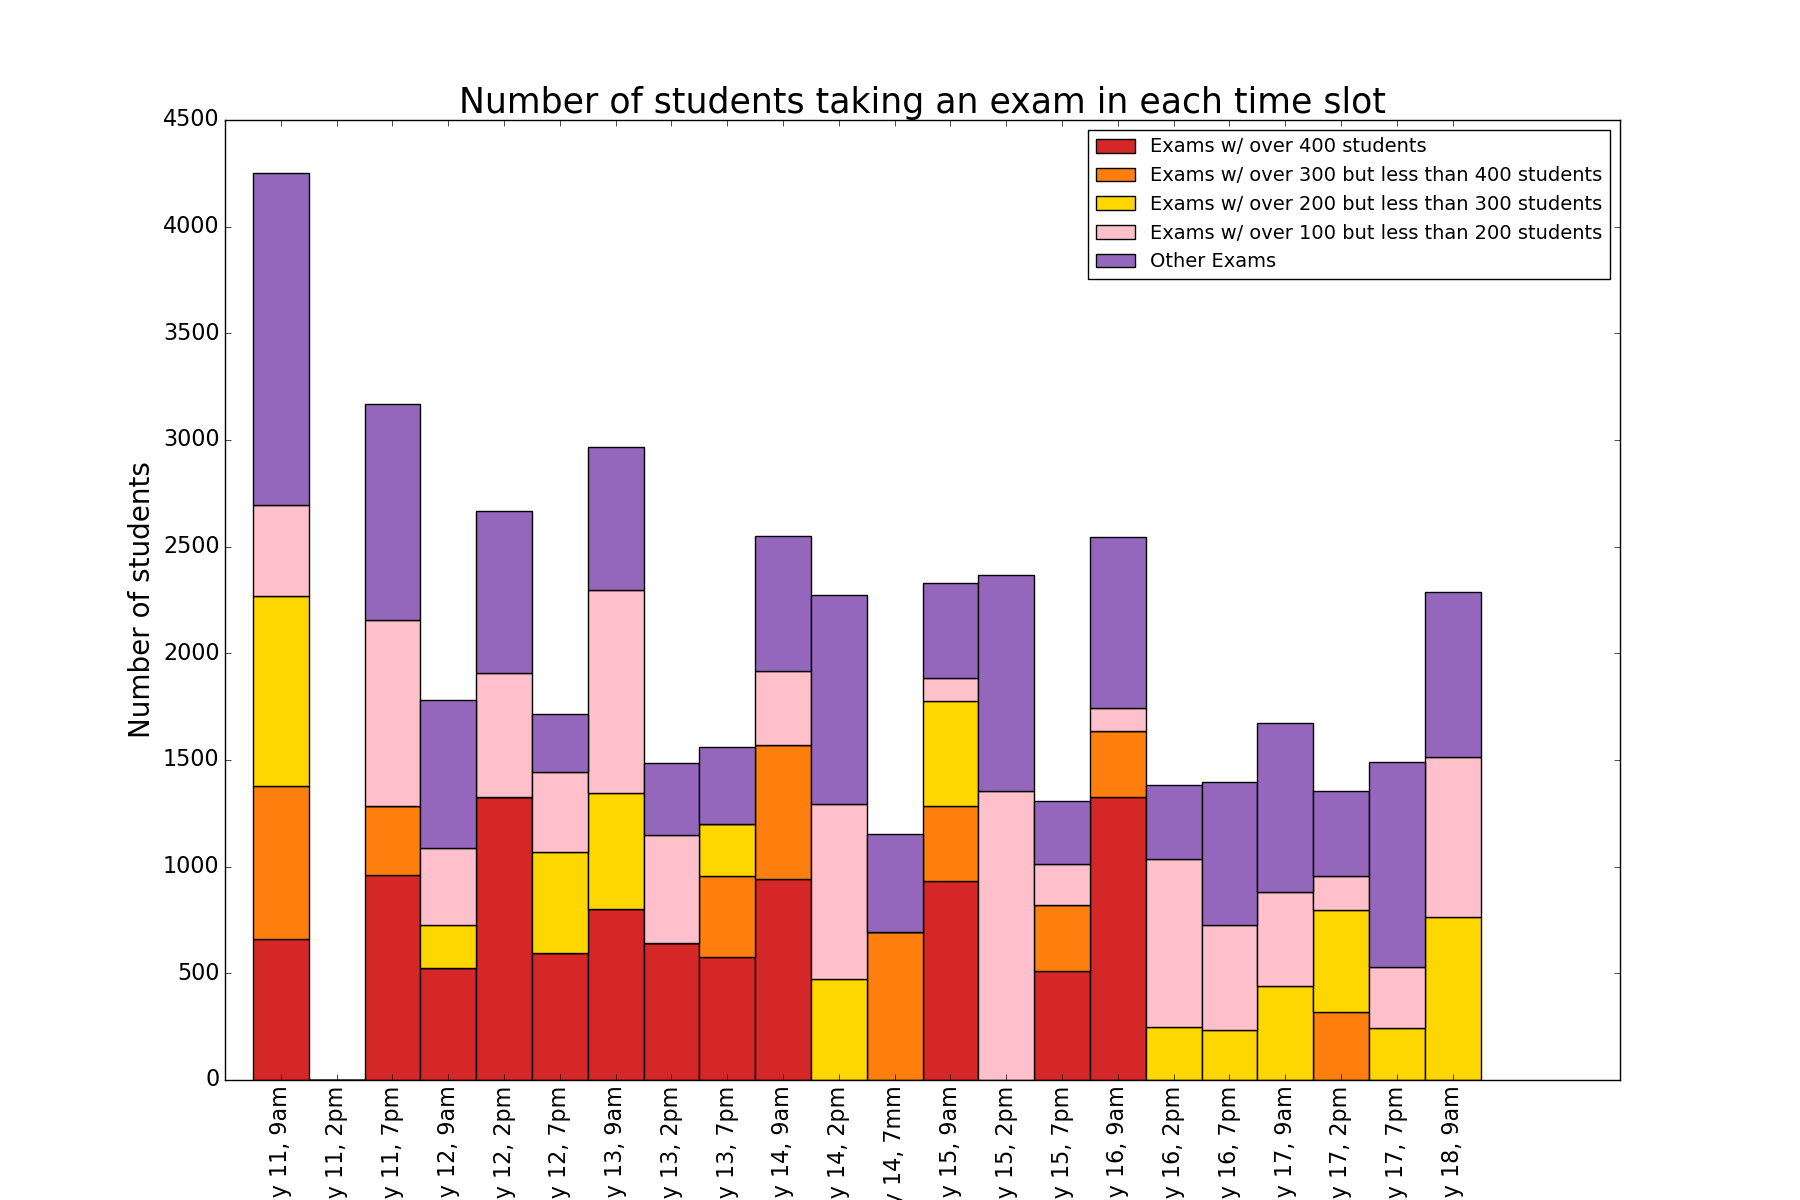 Number of students taking an exam in each time slot
4500
4000
3500
3000
2500
2000
1500
1000
500
0
Number of students
Exams w/ over 400 students
Exams w/ over 300 but less than 400 students
Exams w/ over 200 but less than 300 students
Exams w/ over 100 but less than 200 students
Other Exams
y 11, 9am
y 11, 2pm
y 11, 7pm
y 12, 9am
y 12, 2pm
y 12, 7pm
y 13, 9am
y 13, 2pm
y 13, 7pm
y 14, 9am
y 14, 2pm
y 14, 7mm
y 15, 9am
y 15, 2pm
y 15, 7pm
y 16, 9am
y 16, 2pm
y 16, 7pm
y 17, 9am
y 17, 2pm
y 17, 7pm
y 18, 9am